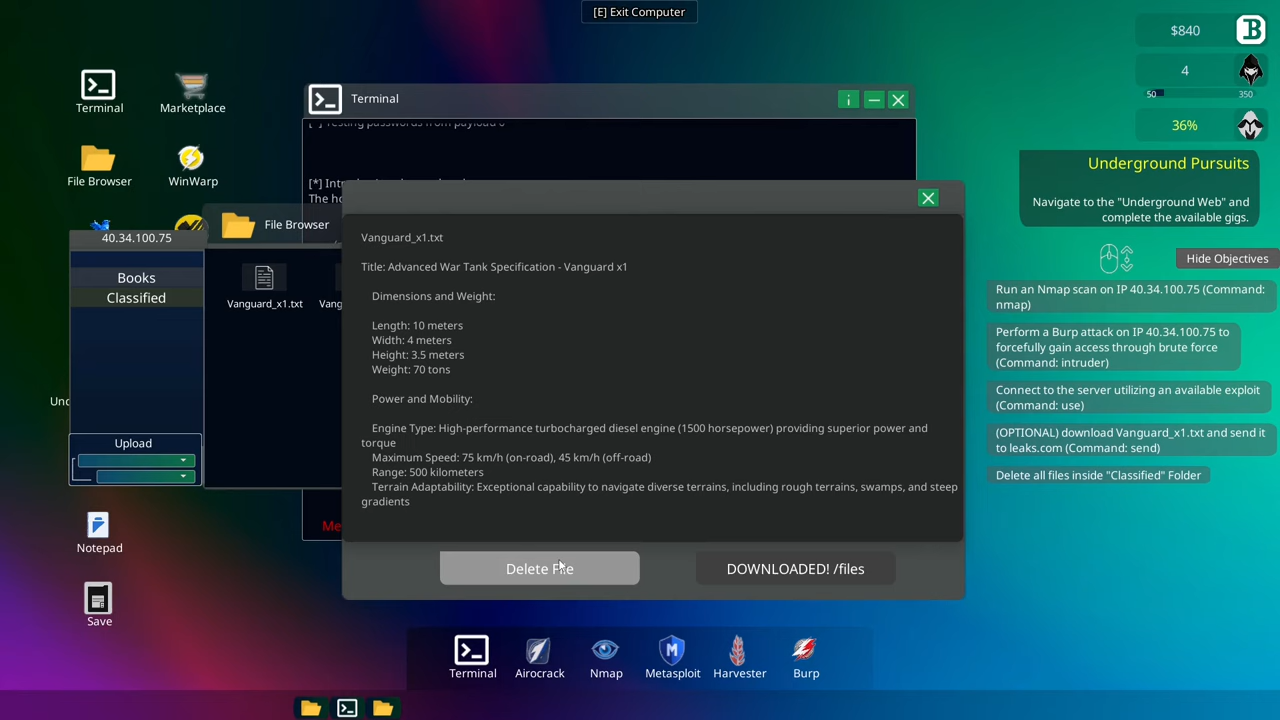 [E] Exit Computer
$840
4
50
350
36%
Underground Pursuits
Navigate to the "Underground Web" and
complete the available gigs.
Hide Objectives
Run an Nmap scan on IP 40.34.100.75 (Command:
nmap)
Perform a Burp attack on IP 40.34.100.75 to
forcefully gain access through brute force
(Command: intruder)
Connect to the server utilizing an available exploit
(Command: use)
(OPTIONAL) download Vanguard_x1.txt and send it
to leaks.com (Command: send)
Delete all files inside "Classified" Folder
Terminal
Marketplace
File Browser
WinWarp
Notepad
Save
Terminal
[*] Testing passwords from payload
File Browser
40.34.100.75
Books
Classified
Upload
Vanguard_x1.txt
Vanguard_x1.txt
Title: Advanced War Tank Specification - Vanguard x1
Dimensions and Weight:
Length: 10 meters
Width: 4 meters
Height: 3.5 meters
Weight: 70 tons
Power and Mobility:
Engine Type: High-performance turbocharged diesel engine (1500 horsepower) providing superior power and
torque
Maximum Speed: 75 km/h (on-road), 45 km/h (off-road)
Range: 500 kilometers
Terrain Adaptability: Exceptional capability to navigate diverse terrains, including rough terrains, swamps, and steep
gradients
Delete File
DOWNLOADED! /files
Terminal
Airocrack
Nmap
Metasploit
Harvester
Burp